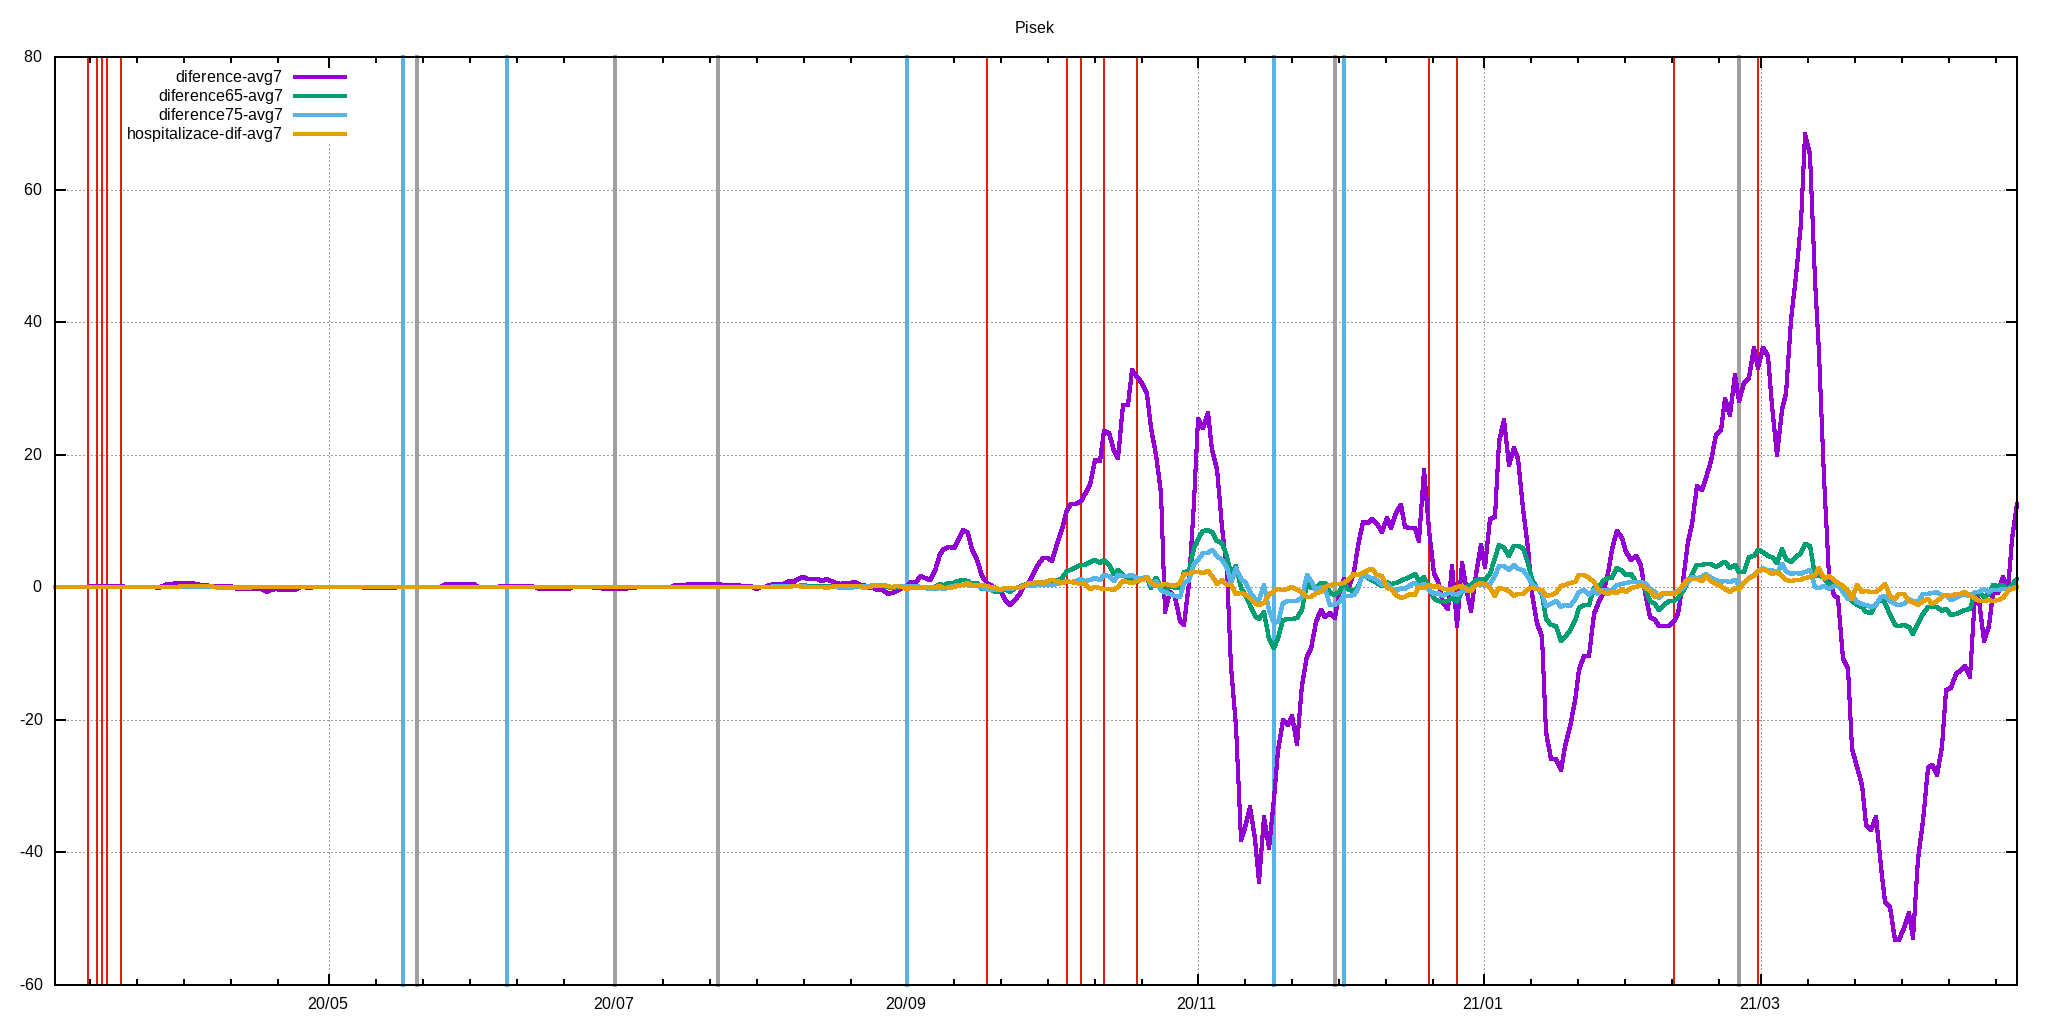 Pisek
diference-avg7
diference65-avg7
diference75-avg7
hospitalizace-dif-avg7
80
60
40
20
0
-20
-40
-60
20/05 20/07 20/09 20/11 21/01 21/03